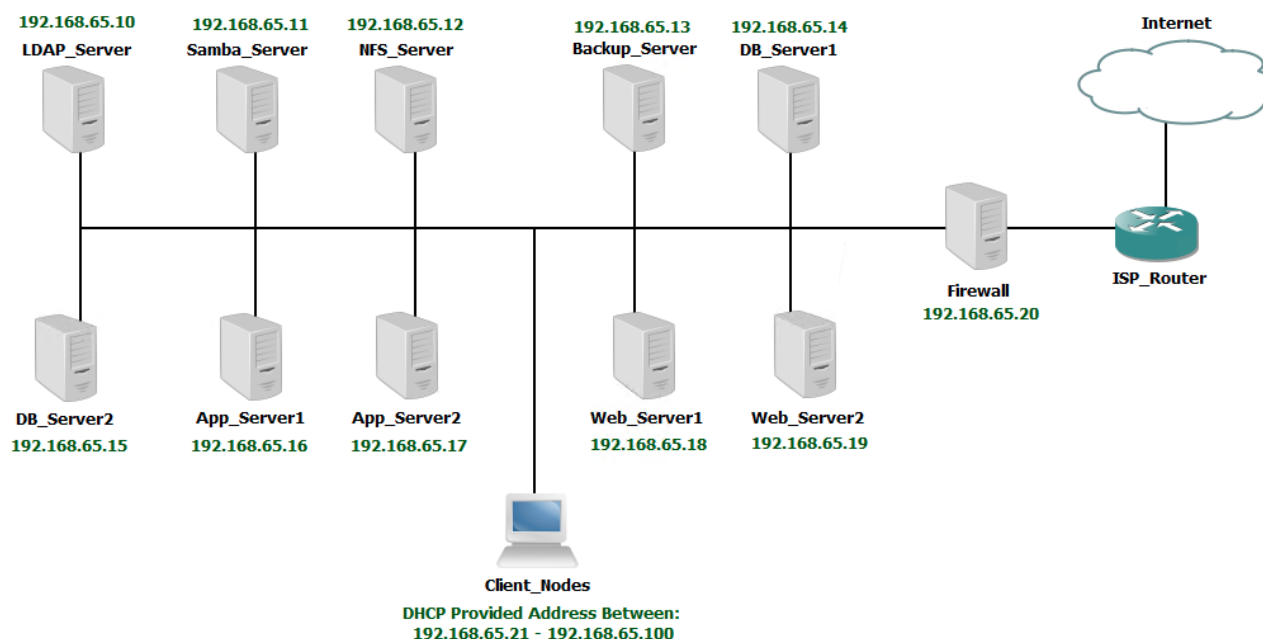 192.168.65.10
LDAP_Server
192.168.65.11
Samba_Server
192.168.65.12
NFS_Server
192.168.65.13
Backup_Server
192.168.65.14
DB_Server1
Internet
ISP_Router
Firewall
192.168.65.20
DB_Server2
192.168.65.15
App_Server1
192.168.65.16
App_Server2
192.168.65.17
Web_Server1
192.168.65.18
Web_Server2
192.168.65.19
Client_Nodes
DHCP Provided Address Between:
192.168.65.21 - 192.168.65.100